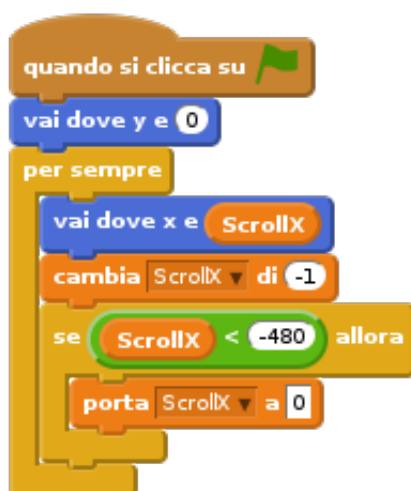 quando si clicca su
vai dove y e 0
per sempre
vai dove x e ScrollX
cambia ScrollX di -1
se ScrollX < -480 allora
porta ScrollX a 0